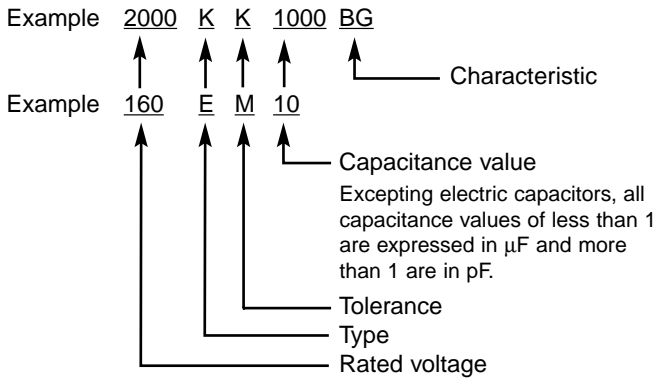 Example 2000 K K 1000 BG
Characteristic
Example 160 E M 10
Capacitance value
Excepting electric capacitors, all
capacitance values of less than 1
are expressed in μF and more
than 1 are in pF.
Tolerance
Type
Rated voltage